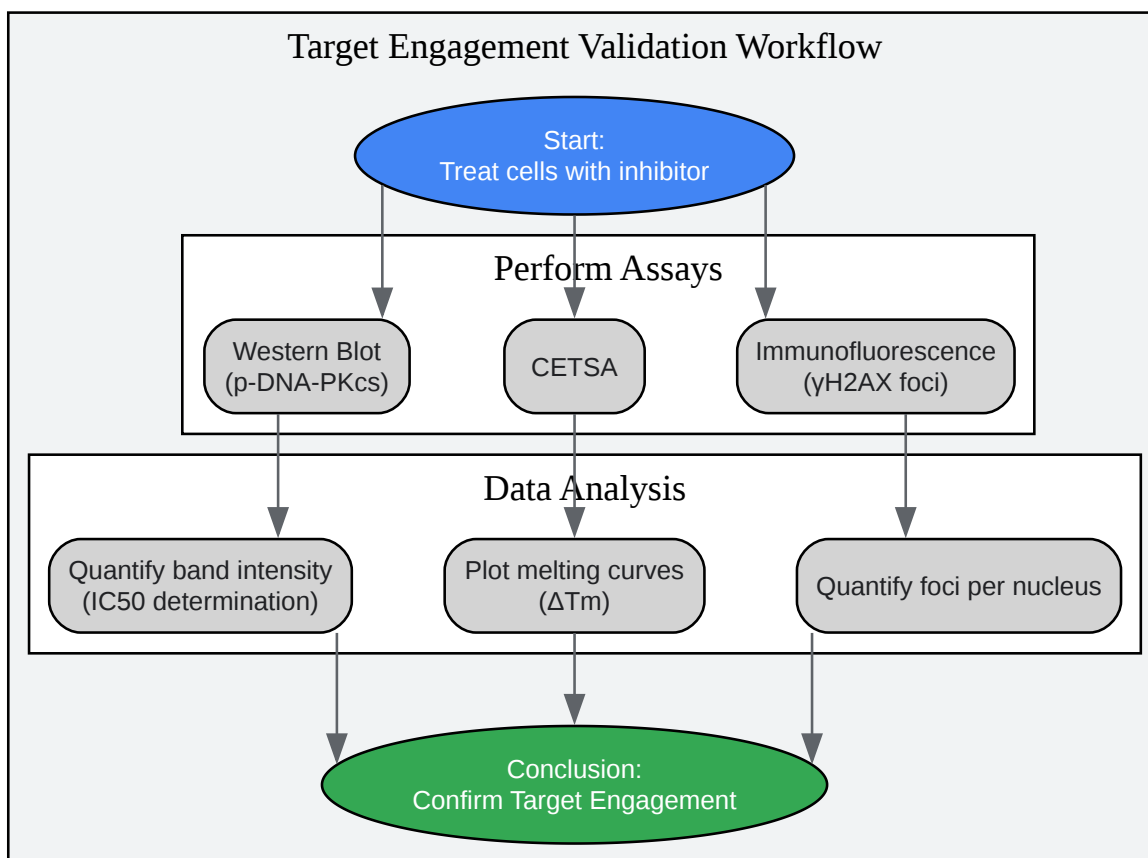 Target Engagement Validation Workflow
Start:
Treat cells with inhibitor
Perform Assays
Western Blot
(p-DNA-PKcs)
CETSA
Immunofluorescence
(γH2AX foci)
Data Analysis
Quantify band intensity
(IC50 determination)
Plot melting curves
(ΔTm)
Quantify foci per nucleus
Conclusion:
Confirm Target Engagement